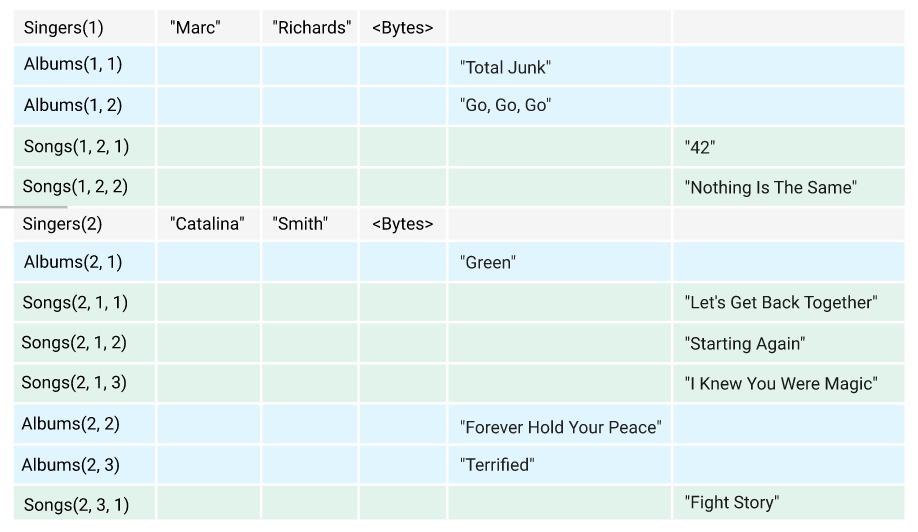 Singers(1) "Marc" "Richards" <Bytes>
Albums(1, 1) "Total Junk"
Albums(1, 2) "Go, Go, Go"
Songs(1, 2, 1) "42"
Songs(1, 2, 2) "Nothing Is The Same"
Singers(2) "Catalina" "Smith" <Bytes>
Albums(2, 1) "Green"
Songs(2, 1, 1) "Let's Get Back Together"
Songs(2, 1, 2) "Starting Again"
Songs(2, 1, 3) "I Knew You Were Magic"
Albums(2, 2) "Forever Hold Your Peace"
Albums(2, 3) "Terrified"
Songs(2, 3, 1) "Fight Story"